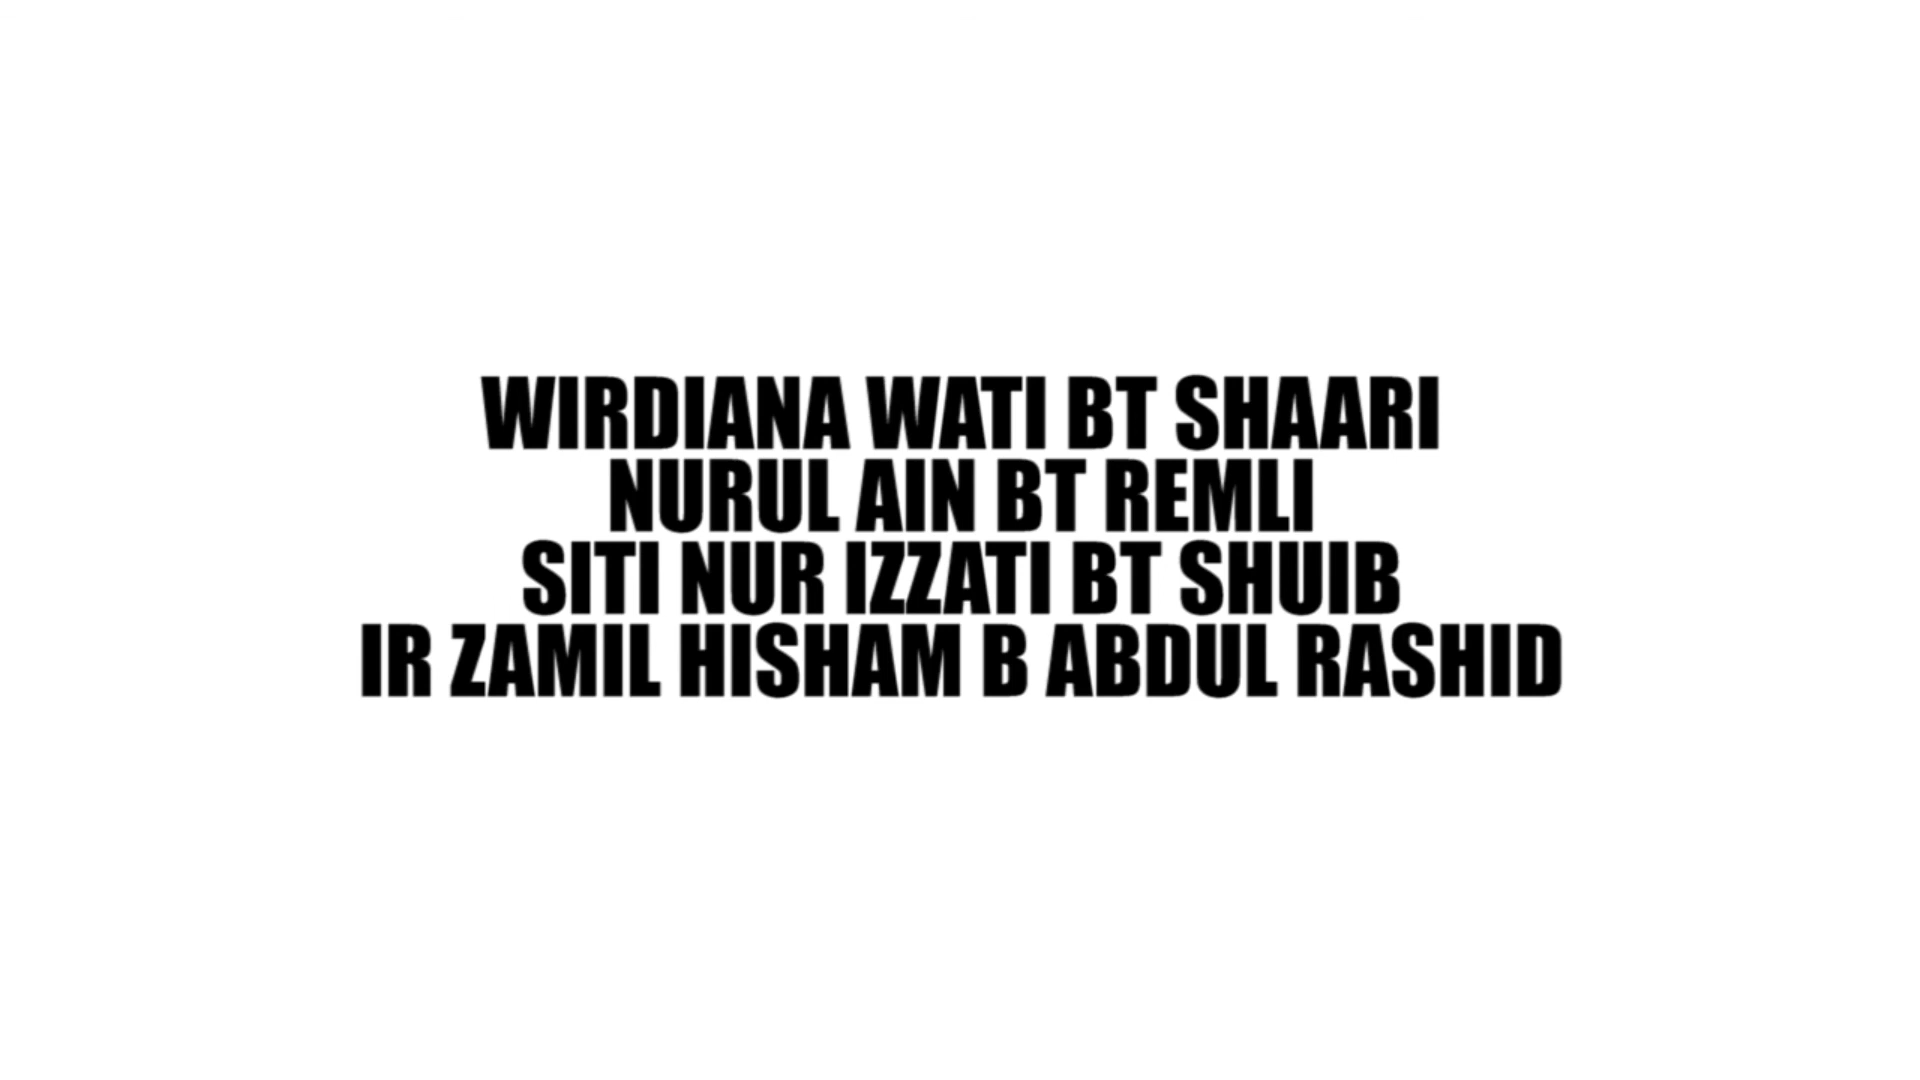 WIRDIANA WATI BT SHAARI
NURUL AIN BT REMLI
SITI NUR IZZATI BT SHUIB
IR ZAMIL HISHAM B ABDUL RASHID